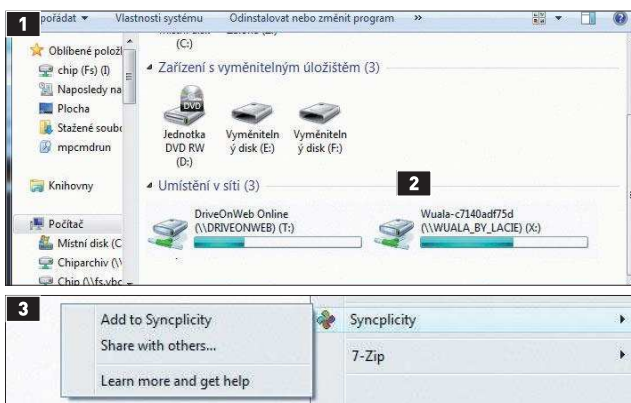 1
pořádat Vlastnosti systému Odinstalovat nebo změnit program »
Oblíbené polož
chip (Fs) (I)
Naposledy na
Plocha
Stažené soubo
mpcmdrun
Knihovny
Počítač
Místní disk (C
Chiparchiv (\\
Chip (\\fs.vbc
(C:)
Zařízení s vyměnitelným úložištěm (3)
DVD
Jednotka DVD RW (D:)
Vyměniteln ý disk (E:)
Vyměniteln ý disk (F:)
Umístění v síti (3)
2
DriveOnWeb Online
(\\DRIVEONWEB) (T:)
Wuala-c7140adf75d
(\\WUALA_BY_LACIE) (X:)
3
Add to Syncplicity
Share with others...
Learn more and get help
Syncplicity
7-Zip